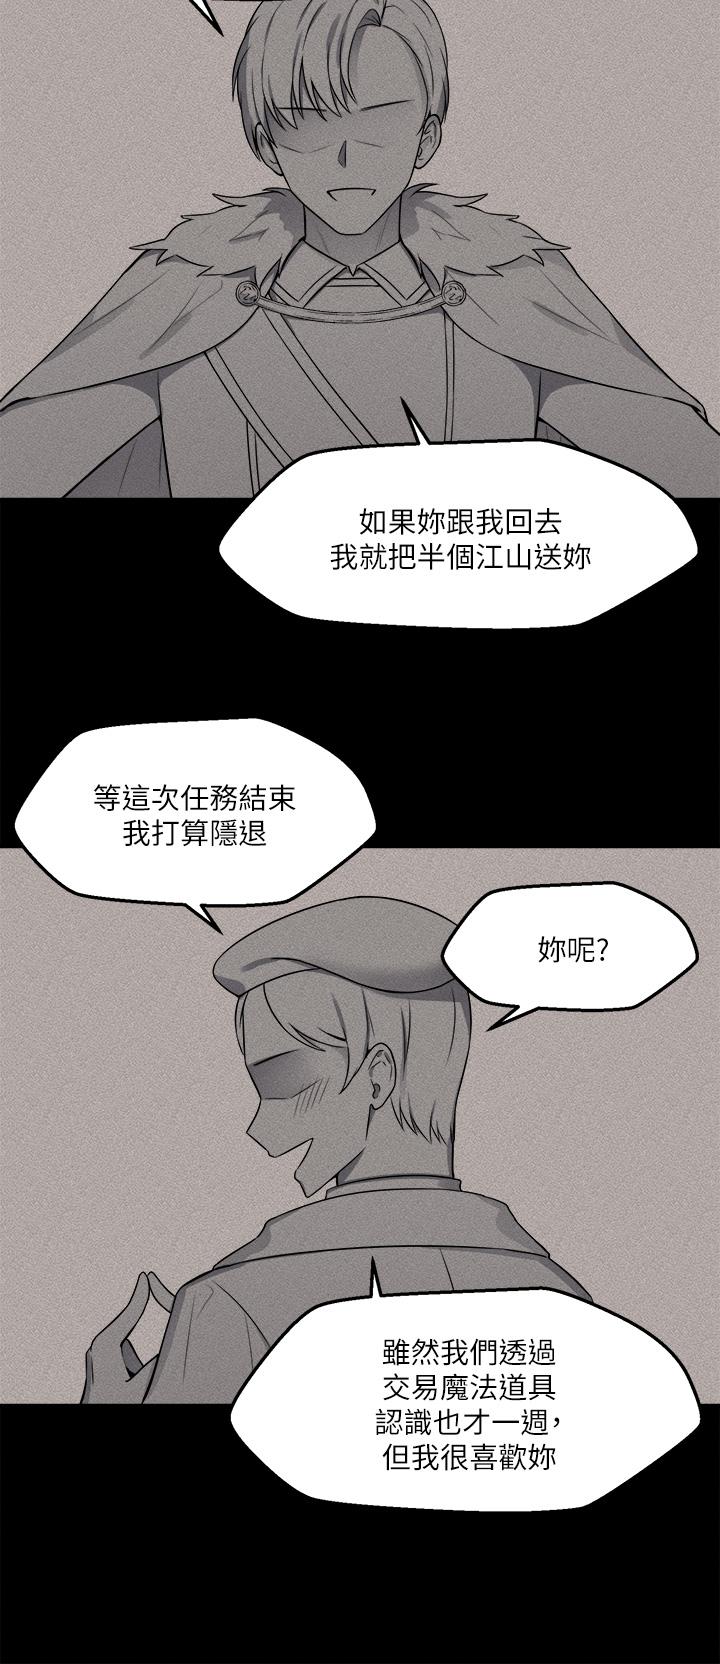 如果妳跟我回去
我就把半個江山送妳
等這次任務結束
我打算隱退
妳呢?
雖然我們透過
交易魔法道具
認識也才一週,
但我很喜歡妳